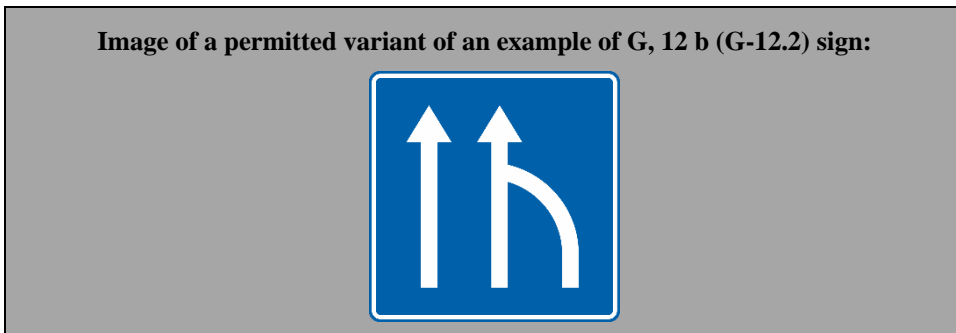 Image of a permitted variant of an example of G, 12 b (G-12.2) sign: